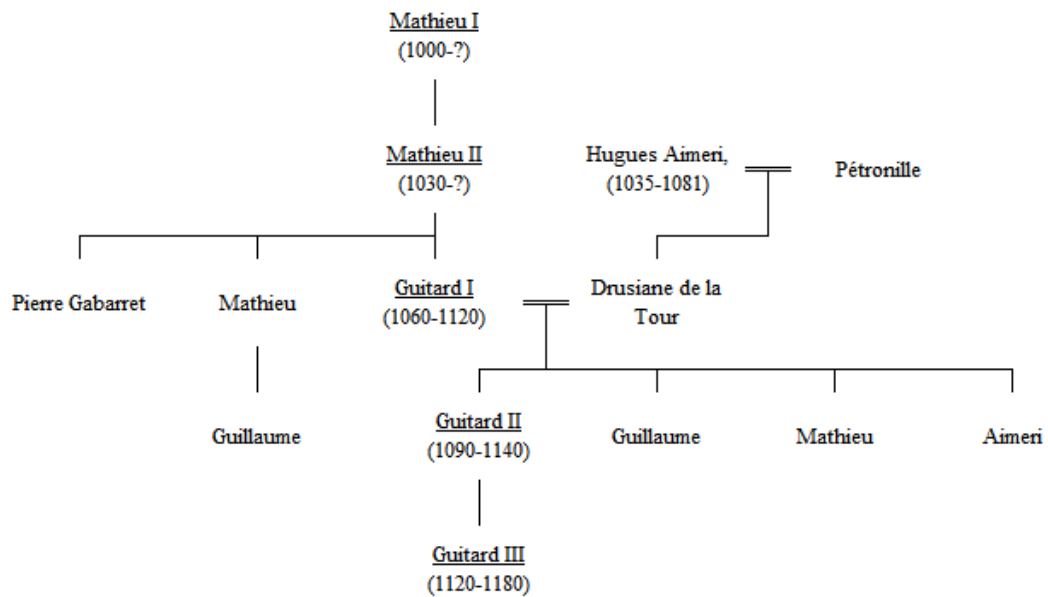 Mathieu I
(1000-?)
Mathieu II
(1030-?)
Hugues Aimeri,
(1035-1081)
Pétronille
Pierre Gabarret
Mathieu
Guitard I
(1060-1120)
Drusiane de la
Tour
Guillaume
Guitard II
(1090-1140)
Guillaume
Mathieu
Aimeri
Guitard III
(1120-1180)